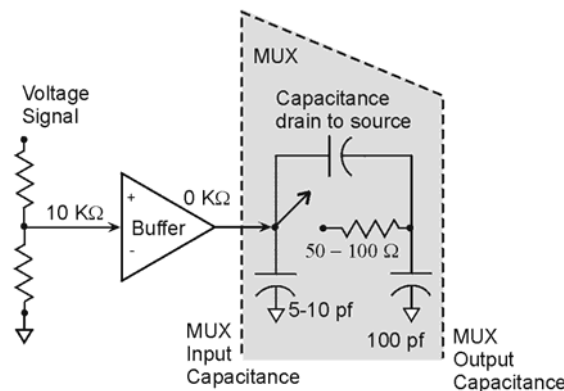 MUX
Voltage
Signal
Capacitance
drain to source
10 KΩ
+
Buffer
-
0 KΩ
50 – 100 Ω
5-10 pf
100 pf
MUX
Input
Capacitance
MUX
Output
Capacitance